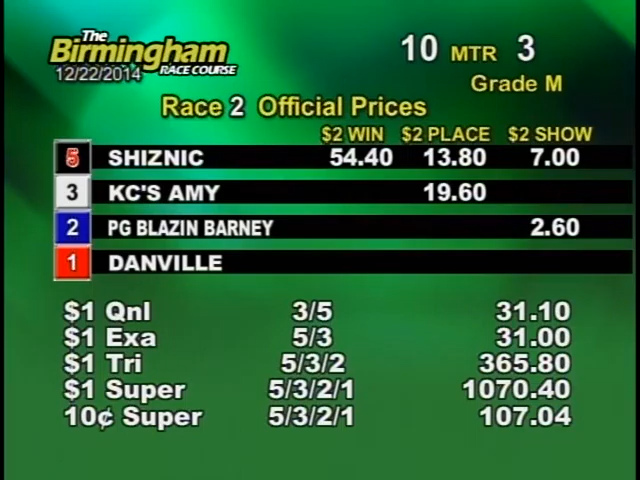 The
Birmingham
RACE COURSE
12/22/2014
10 MTR 3
Grade M
Race 2 Official Prices
$2 WIN $2 PLACE $2 SHOW
5 SHIZNIC 54.40 13.80 7.00
3 KC'S AMY 19.60
2 PG BLAZIN BARNEY 2.60
1 DANVILLE
$1 Qnl 3/5 31.10
$1 Exa 5/3 31.00
$1 Tri 5/3/2 365.80
$1 Super 5/3/2/1 1070.40
10¢ Super 5/3/2/1 107.04